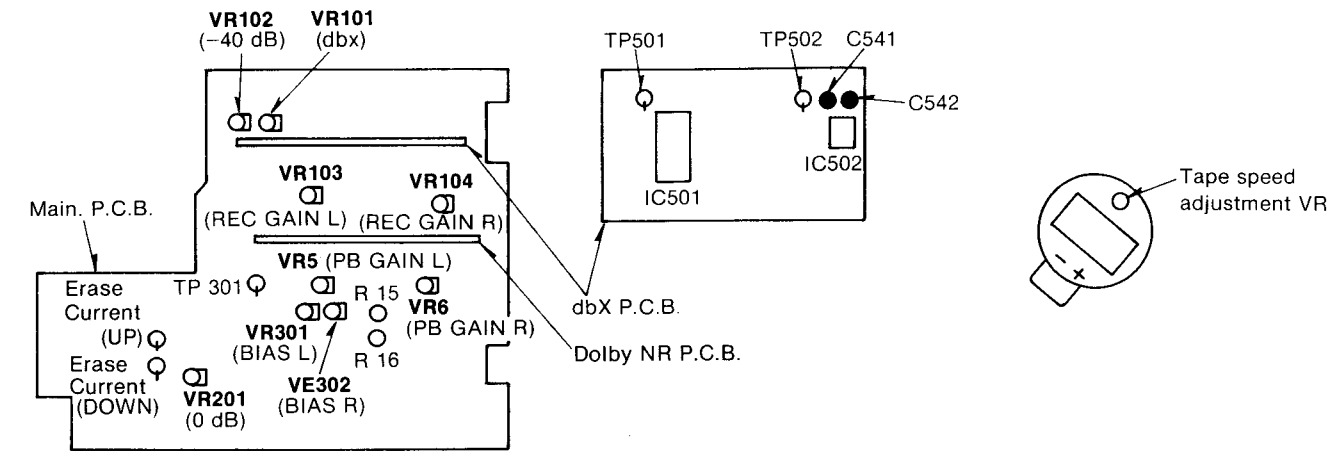 VR102
(−40 dB)
VR101
(dbx)
TP501
TP502
C541
C542
IC502
IC501
VR103
(REC GAIN L)
VR104
(REC GAIN R)
Main. P.C.B.
Tape speed
adjustment VR
− +
VR5 (PB GAIN L)
TP 301
R 15
VR6
(PB GAIN R)
dbX P.C.B.
Erase
Current
(UP)
VR301
(BIAS L)
R 16
Dolby NR P.C.B.
Erase
Current
(DOWN)
VR201
(0 dB)
VE302
(BIAS R)